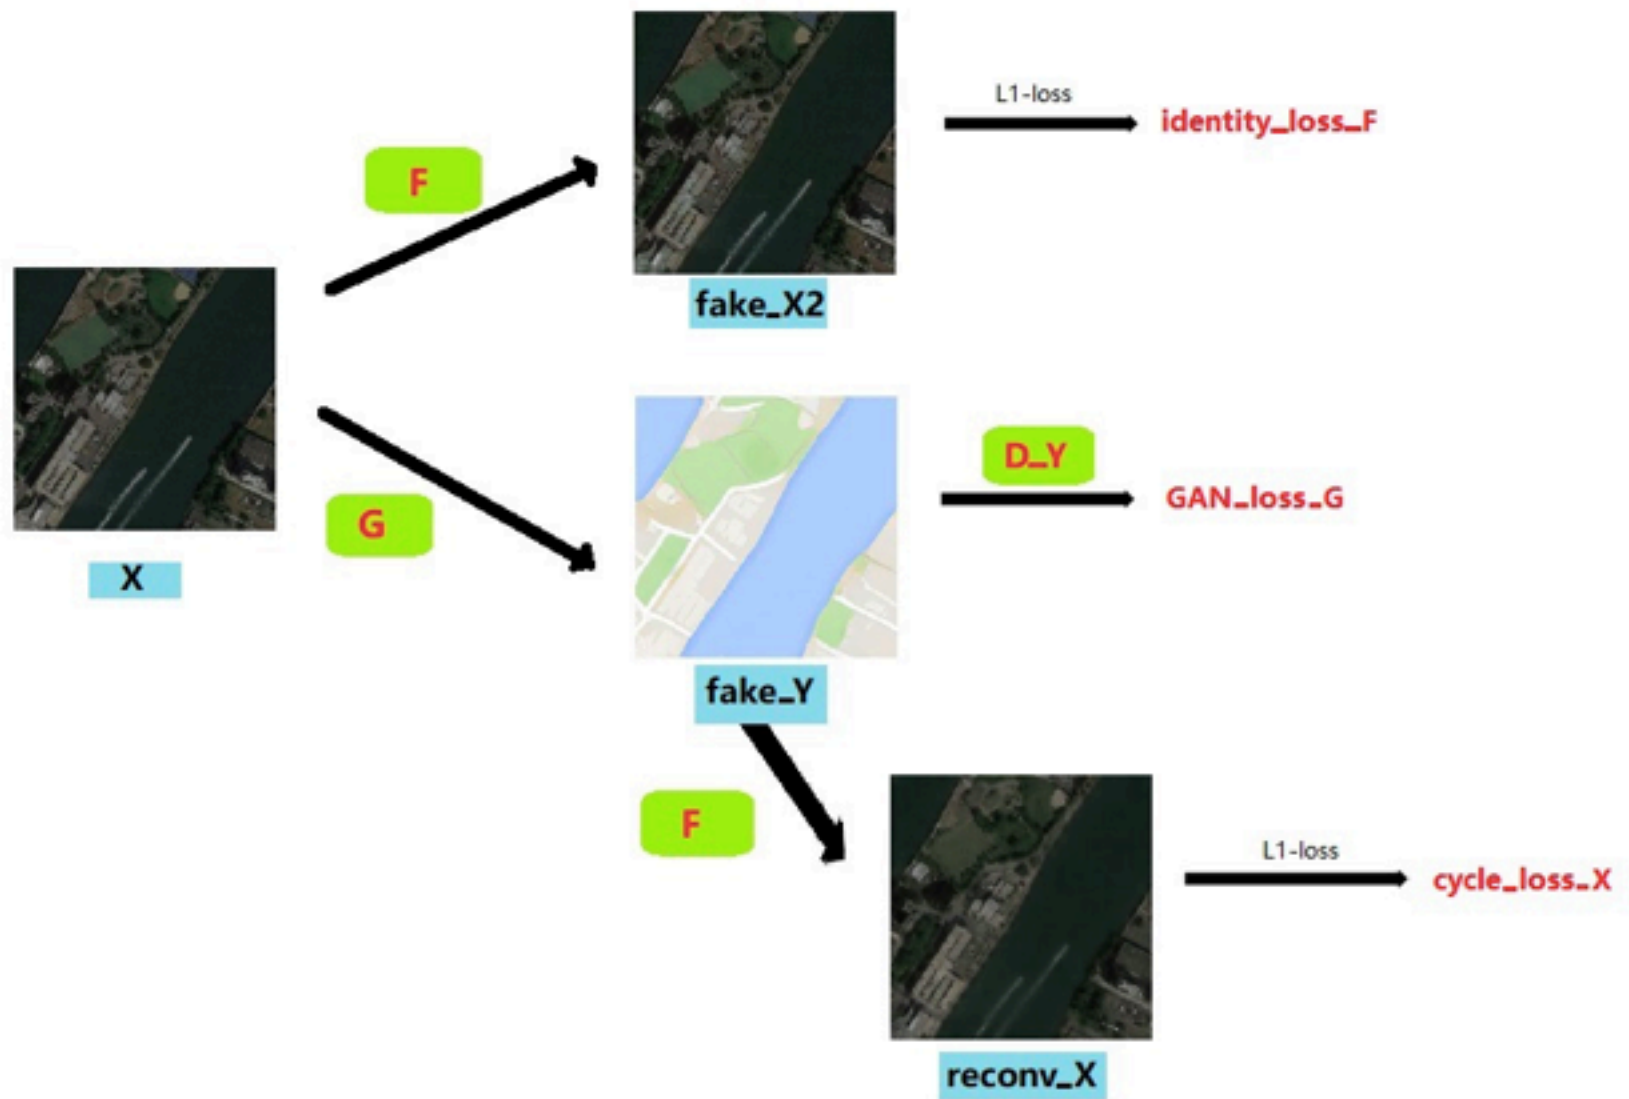 L1-loss
identity_loss_F
F
fake_X2
X
G
D_Y
GAN_loss_G
fake_Y
F
L1-loss
cycle_loss_X
reconv_X